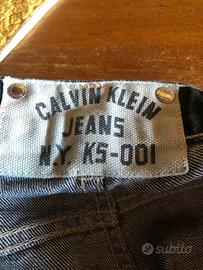 CALVIN KLEIN
JEANS
N.Y. KS-001
subito